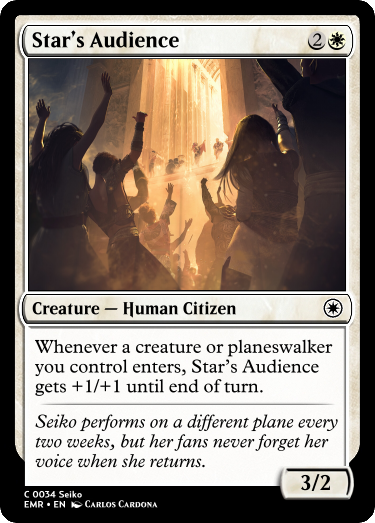 Star's Audience 2
Creature — Human Citizen
Whenever a creature or planeswalker
you control enters, Star's Audience
gets +1/+1 until end of turn.
Seiko performs on a different plane every
two weeks, but her fans never forget her
voice when she returns.
3/2
C 0034 Seiko
EMR • EN Carlos Cardona